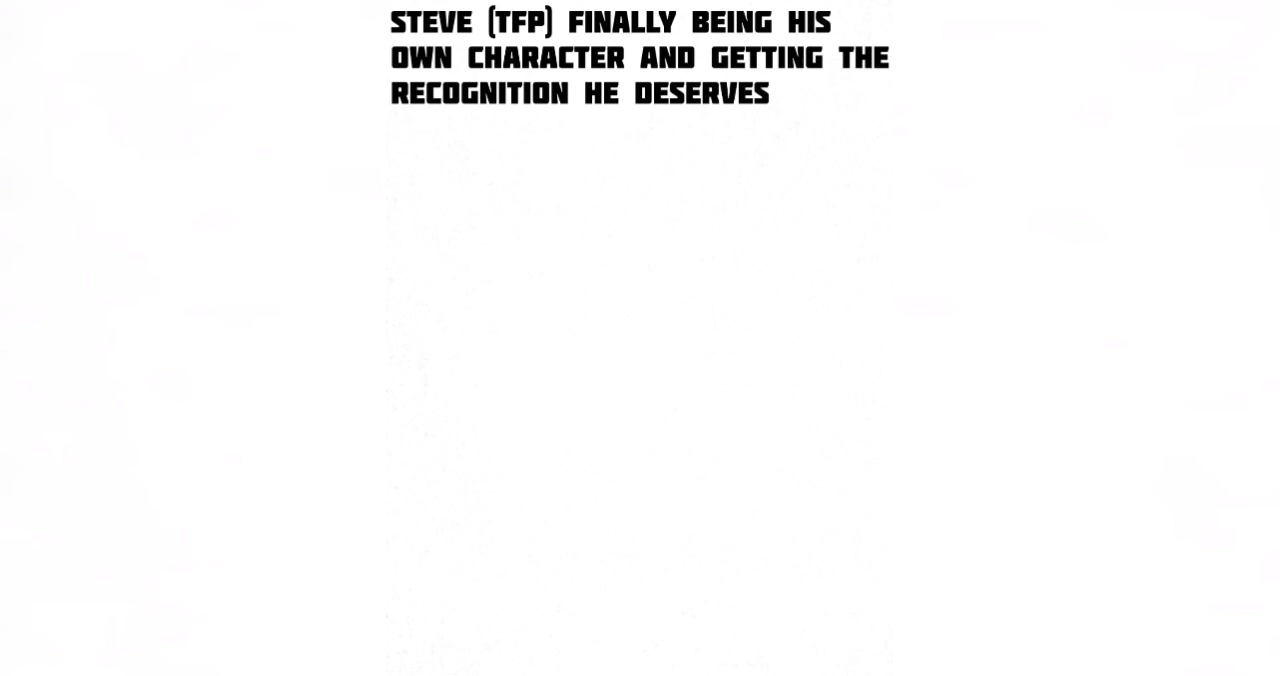 STEVE (TFP) FINALLY BEING HIS
OWN CHARACTER AND GETTING THE
RECOGNITION HE DESERVES